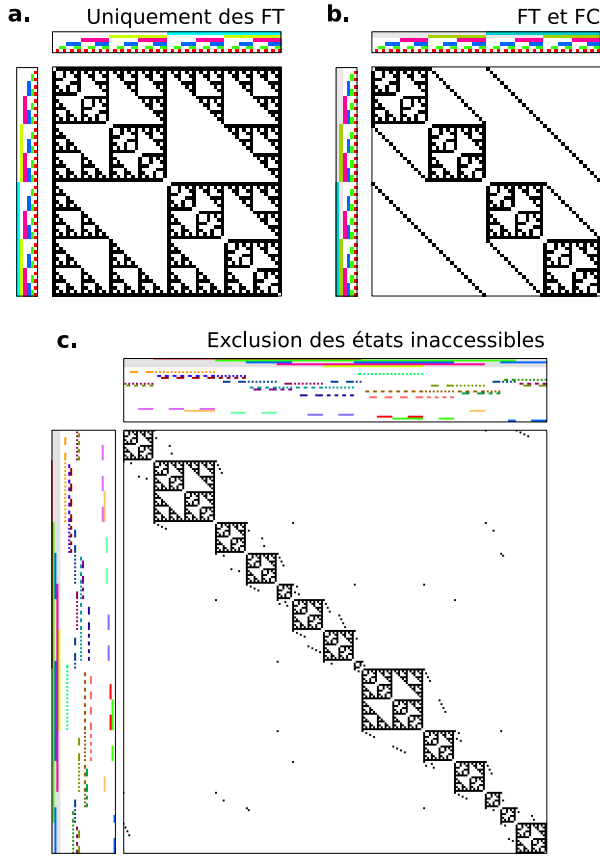 a. Uniquement des FT
b. FT et FC
c. Exclusion des états inaccessibles